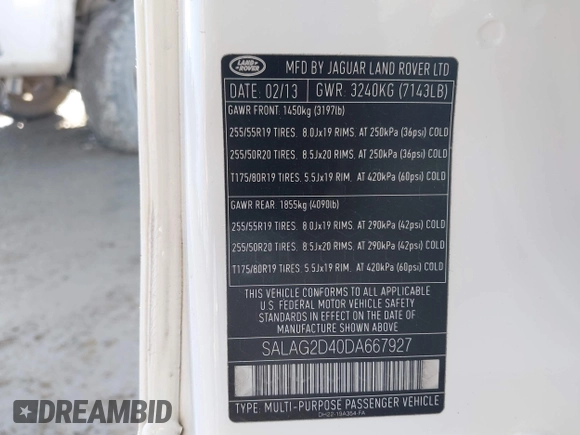 LAND
ROVER
MFD BY JAGUAR LAND ROVER LTD
DATE: 02/13 GWR: 3240KG (7143LB)
GAWR FRONT: 1450kg (3197lb)
255/55R19 TIRES. 8.0Jx19 RIMS. AT 250kPa (36psi) COLD
255/50R20 TIRES. 8.5Jx20 RIMS. AT 250kPa (36psi) COLD
T175/80R19 TIRES. 5.5Jx19 RIM. AT 420kPa (60psi) COLD
GAWR REAR: 1855kg (4090lb)
255/55R19 TIRES. 8.0Jx19 RIMS. AT 290kPa (42psi) COLD
255/50R20 TIRES. 8.5Jx20 RIMS. AT 290kPa (42psi) COLD
T175/80R19 TIRES. 5.5Jx19 RIM. AT 420kPa (60psi) COLD
THIS VEHICLE CONFORMS TO ALL APPLICABLE
U.S. FEDERAL MOTOR VEHICLE SAFETY
STANDARDS IN EFFECT ON THE DATE OF
MANUFACTURE SHOWN ABOVE.
SALAG2D40DA667927
TYPE: MULTI-PURPOSE PASSENGER VEHICLE
DH22-19A364-FA
FREEDOMBID